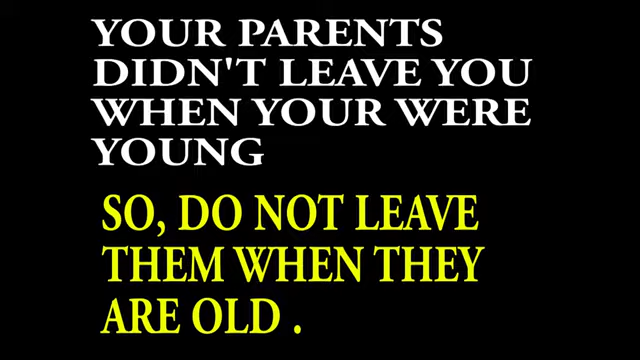 YOUR PARENTS
DIDN'T LEAVE YOU
WHEN YOUR WERE
YOUNG
SO, DO NOT LEAVE
THEM WHEN THEY
ARE OLD .